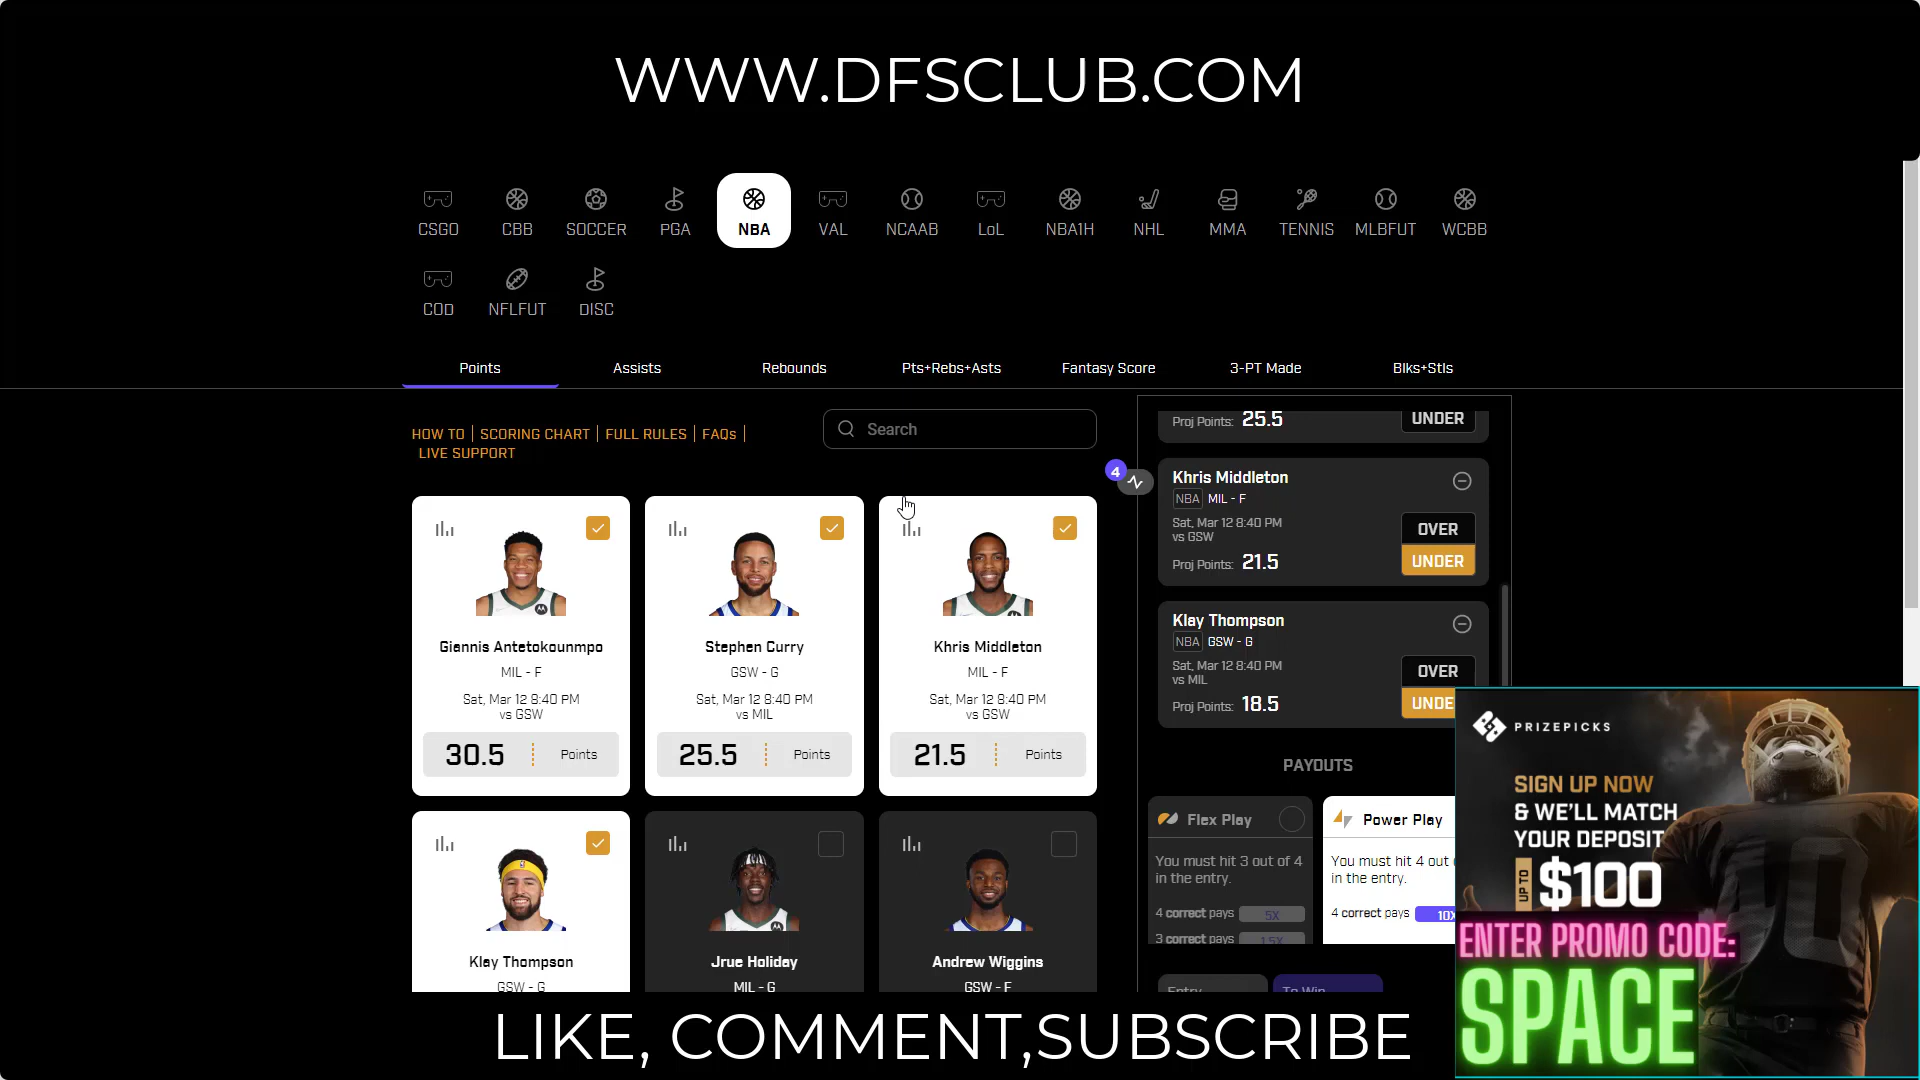 WWW.DFSCLUB.COM
CSGO CBB SOCCER PGA NBA VAL NCAAB LoL NBA1H NHL MMA TENNIS MLBFUT WCBB
COD NFLFUT DISC
Points Assists Rebounds Pts+Rebs+Asts Fantasy Score 3-PT Made Blks+Stls
HOW TO | SCORING CHART | FULL RULES | FAQs |
LIVE SUPPORT
Search
Giannis Antetokounmpo
MIL - F
Sat, Mar 12 8:40 PM
vs GSW
30.5 Points
Stephen Curry
GSW - G
Sat, Mar 12 8:40 PM
vs MIL
25.5 Points
Khris Middleton
MIL - F
Sat, Mar 12 8:40 PM
vs GSW
21.5 Points
Klay Thompson
GSW - G
Jrue Holiday
MIL - G
Andrew Wiggins
GSW - F
4
Proj Points: 25.5 UNDER
Khris Middleton
NBA MIL - F
Sat, Mar 12 8:40 PM
vs GSW
Proj Points: 21.5
OVER
UNDER
Klay Thompson
NBA GSW - G
Sat, Mar 12 8:40 PM
vs MIL
Proj Points: 18.5
OVER
UNDE
PAYOUTS
Flex Play
You must hit 3 out of 4
in the entry.
4 correct pays 5X
3 correct pays 1.5X
Power Play
You must hit 4 out
in the entry.
4 correct pays 10X
Entry To Win
PRIZEPICKS
SIGN UP NOW
& WE'LL MATCH
YOUR DEPOSIT
UP TO $100
ENTER PROMO CODE:
SPACE
LIKE, COMMENT,SUBSCRIBE